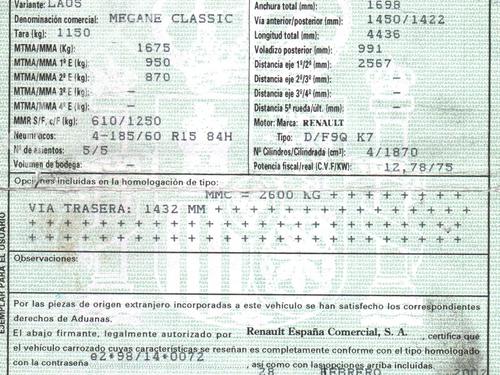 Variante: LA0S
Denominación comercial: MEGANE CLASSIC
Tara (kg): 1150
MTMA/MMA (Kg): 1675
MTMA/MMA 1º E (kg): 950
MTMA/MMA 2º E (kg): 870
MTMA/MMA 3º E (kg): –
MTMA/MMA 4º E (kg): –
MMR S/F, c/F (kg): 610/1250
Neumáticos: 4-185/60 R15 84H
Nº de asientos: 5/5
Volumen de bodega: –
Anchura total (mm): 1698
Vía anterior/posterior (mm): 1450/1422
Longitud total (mm): 4436
Voladizo posterior (mm): 991
Distancia eje 1º/2º (mm): 2567
Distancia eje 2º/3º (mm): –
Distancia eje 3º/4º (mm): –
Distancia 5ª rueda/últ. (mm): –
Motor: Marca: RENAULT
Tipo: D/F9Q K7
Nº Cilindros/Cilindrada (cm³): 4/1870
Potencia fiscal/real (C.V.F/KW): 12,78/75
Opciones incluidas en la homologación de tipo:
MMC = 2600 KG + + + + + + +
VIA TRASERA: 1432 MM + + + + + + + + + + +
+ + + + + + + + + + + + + + + + + + + + + +
+ + + + + + + + + + + + + + + + + + + + + +
Observaciones:
EJEMPLAR PARA EL USUARIO
Por las piezas de origen extranjero incorporadas a este vehículo se han satisfecho los correspondientes
derechos de Aduanas.
El abajo firmante, legalmente autorizado por Renault España Comercial, S. A. , certifica que
el vehículo carrozado cuyas características se reseñan es completamente conforme con el tipo homologado
con la contraseña e2*98/14*0072 , así como con las opciones arriba incluidas.
28 FEBRERO